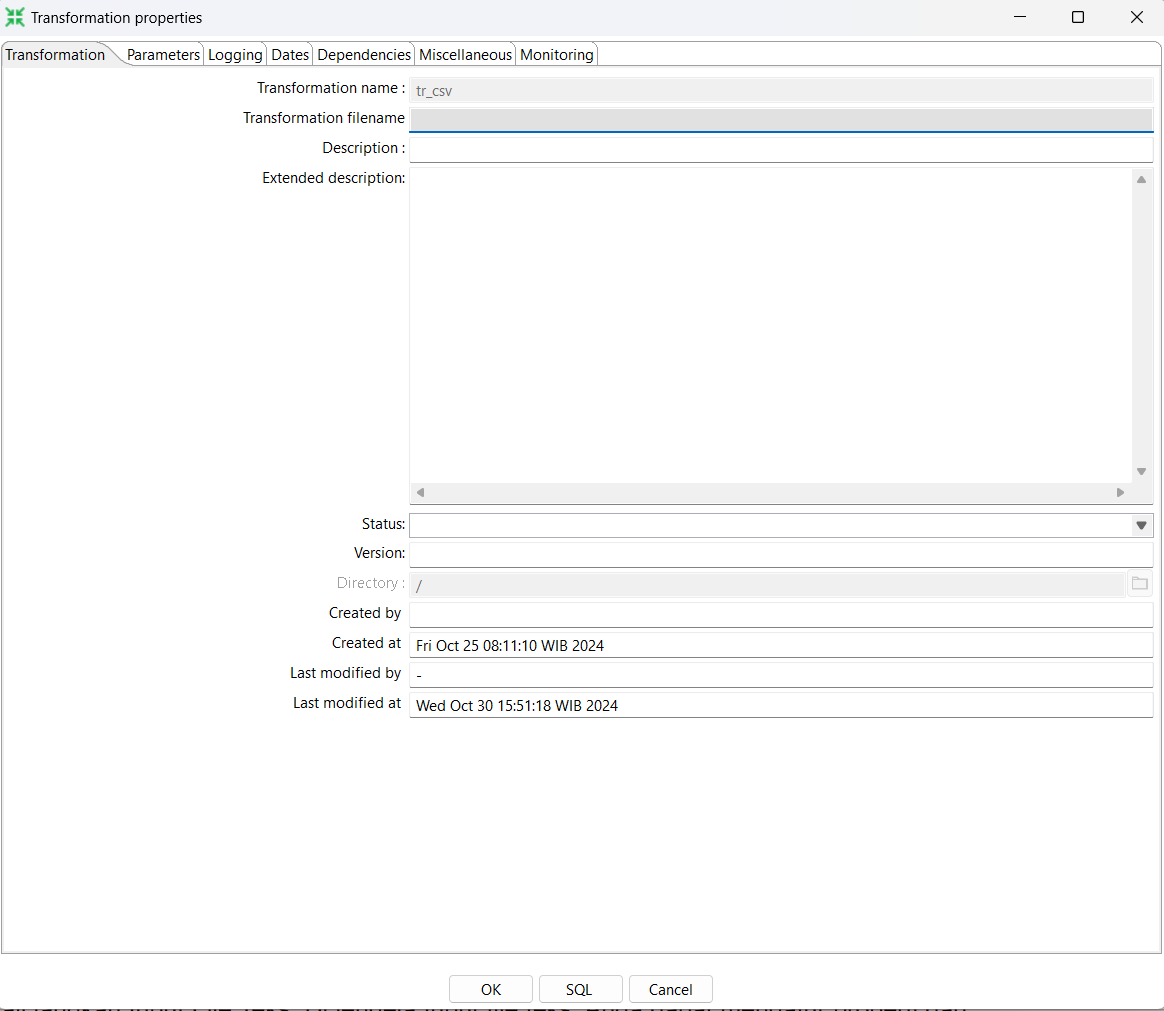 Transformation properties
Transformation Parameters Logging Dates Dependencies Miscellaneous Monitoring
Transformation name : tr_csv
Transformation filename
Description :
Extended description:
Status:
Version:
Directory : /
Created by
Created at Fri Oct 25 08:11:10 WIB 2024
Last modified by -
Last modified at Wed Oct 30 15:51:18 WIB 2024
OK SQL Cancel